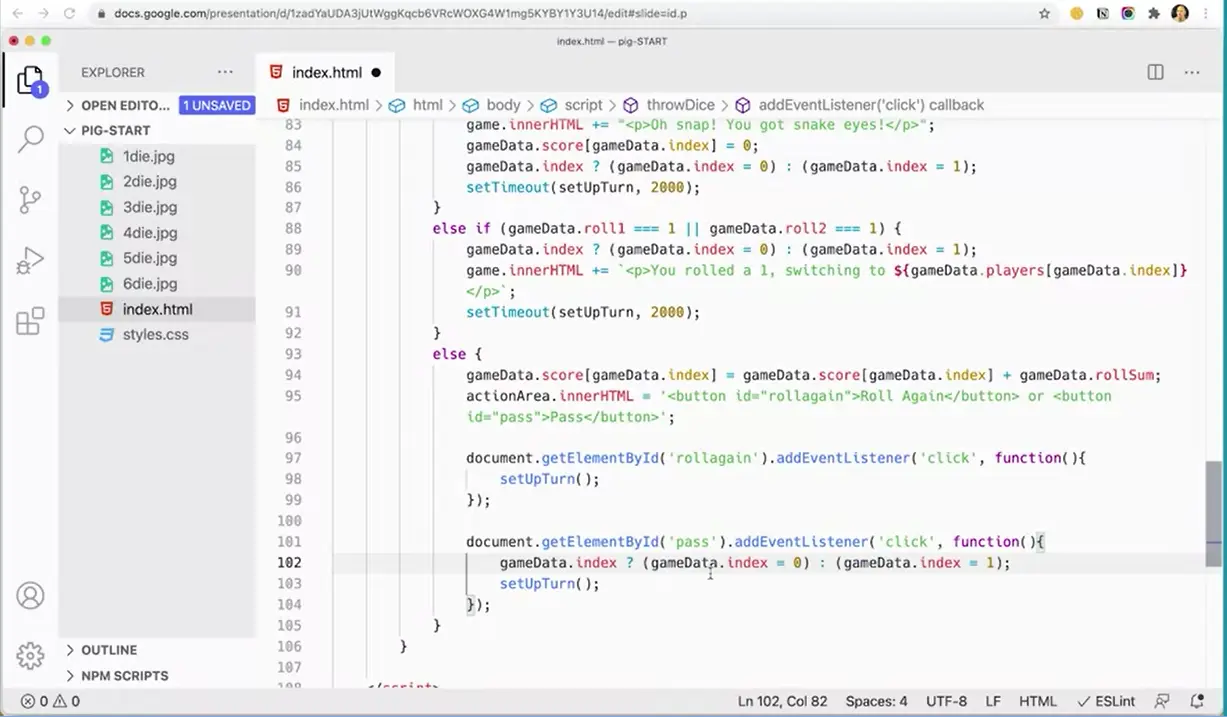 docs.google.com/presentation/d/1zadYaUDA3jUtWggKqcb6VRcWOXG4W1mg5KYBY1Y3U14/edit#slide=id.p
index.html — pig-START
EXPLORER
index.html
OPEN EDITO... 1 UNSAVED
index.html > html > body > script > throwDice > addEventListener('click') callback
1
PIG-START
1die.jpg
2die.jpg
3die.jpg
4die.jpg
5die.jpg
6die.jpg
index.html
styles.css
83 game.innerHTML += "<p>Oh snap! You got snake eyes!</p>";
84 gameData.score[gameData.index] = 0;
85 gameData.index ? (gameData.index = 0) : (gameData.index = 1);
86 setTimeout(setUpTurn, 2000);
87 }
88 else if (gameData.roll1 === 1 || gameData.roll2 === 1) {
89 gameData.index ? (gameData.index = 0) : (gameData.index = 1);
90 game.innerHTML += `<p>You rolled a 1, switching to ${gameData.players[gameData.index]}
</p>`;
91 setTimeout(setUpTurn, 2000);
92 }
93 else {
94 gameData.score[gameData.index] = gameData.score[gameData.index] + gameData.rollSum;
95 actionArea.innerHTML = '<button id="rollagain">Roll Again</button> or <button
id="pass">Pass</button>';
96
97 document.getElementById('rollagain').addEventListener('click', function(){
98 setUpTurn();
99 });
100
101 document.getElementById('pass').addEventListener('click', function(){
102 gameData.index ? (gameData.index = 0) : (gameData.index = 1);
103 setUpTurn();
104 });
105 }
106 }
107
108 </script>
OUTLINE
NPM SCRIPTS
0 0
Ln 102, Col 82 Spaces: 4 UTF-8 LF HTML ESLint